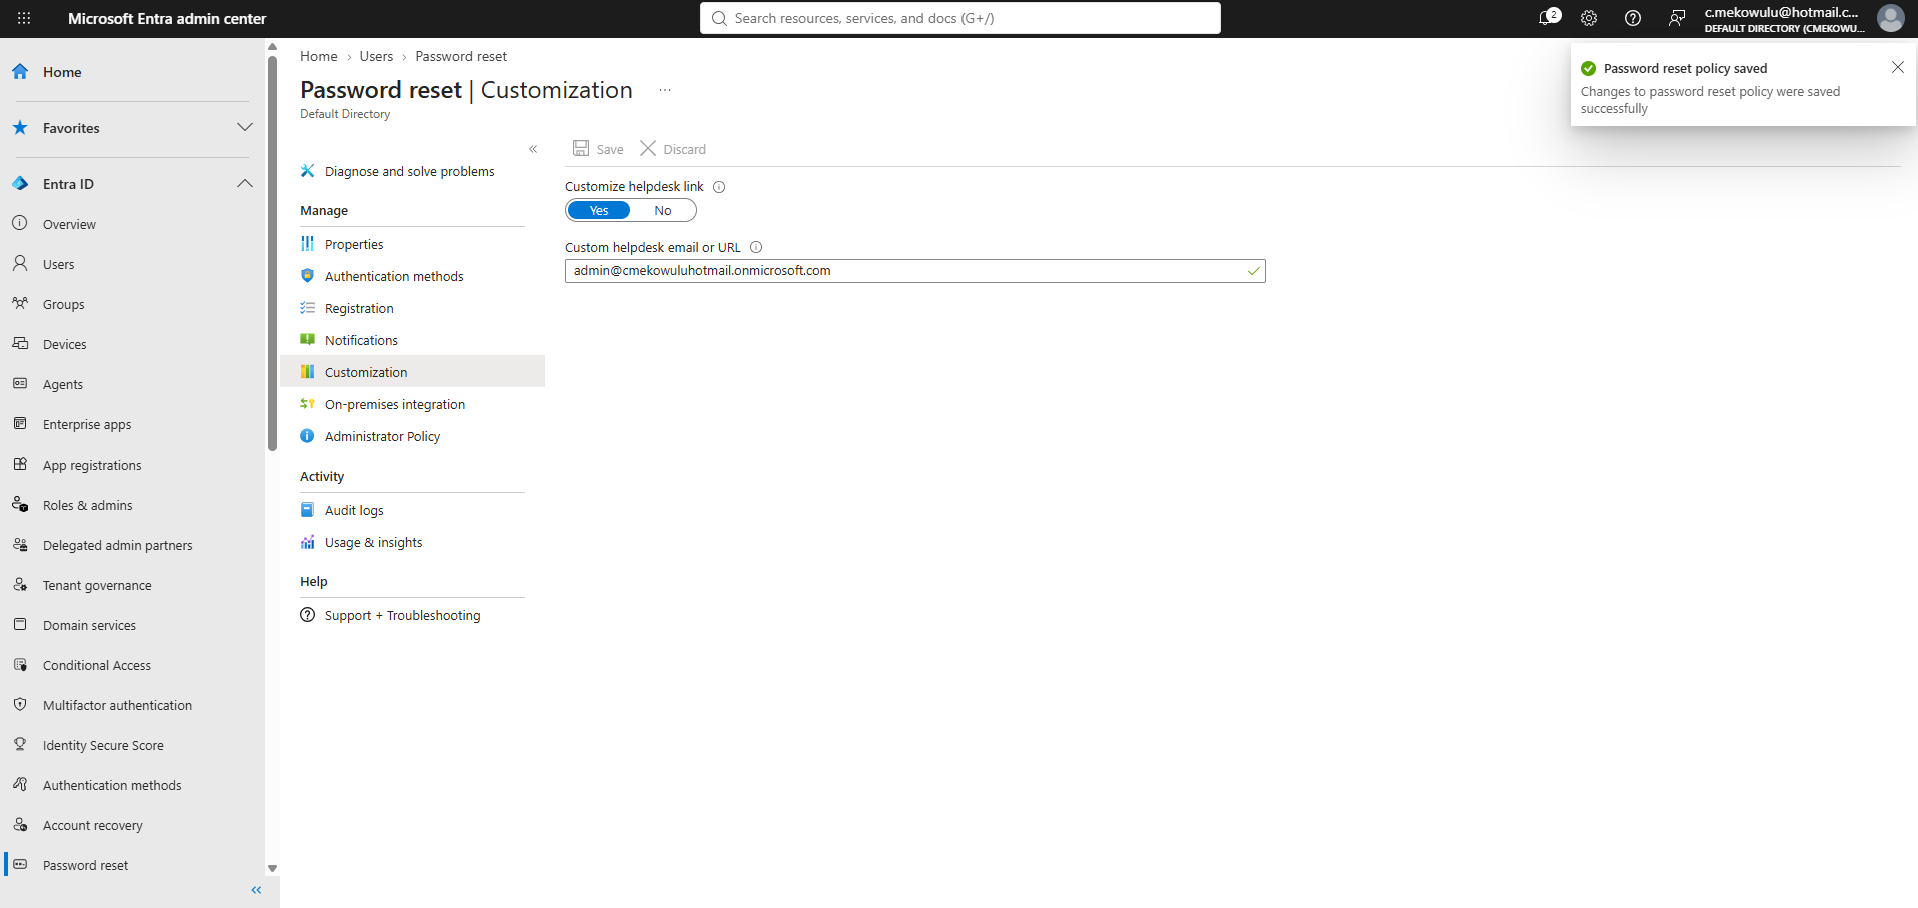 Microsoft Entra admin center
Search resources, services, and docs (G+/)
2
c.mekowulu@hotmail.c...
DEFAULT DIRECTORY (CMEKOWU...
Home
Favorites
Entra ID
Overview
Users
Groups
Devices
Agents
Enterprise apps
App registrations
Roles & admins
Delegated admin partners
Tenant governance
Domain services
Conditional Access
Multifactor authentication
Identity Secure Score
Authentication methods
Account recovery
Password reset
Home > Users > Password reset
Password reset | Customization ...
Default Directory
Diagnose and solve problems
Manage
Properties
Authentication methods
Registration
Notifications
Customization
On-premises integration
Administrator Policy
Activity
Audit logs
Usage & insights
Help
Support + Troubleshooting
Save Discard
Customize helpdesk link
Yes No
Custom helpdesk email or URL
admin@cmekowuluhotmail.onmicrosoft.com
Password reset policy saved
Changes to password reset policy were saved
successfully